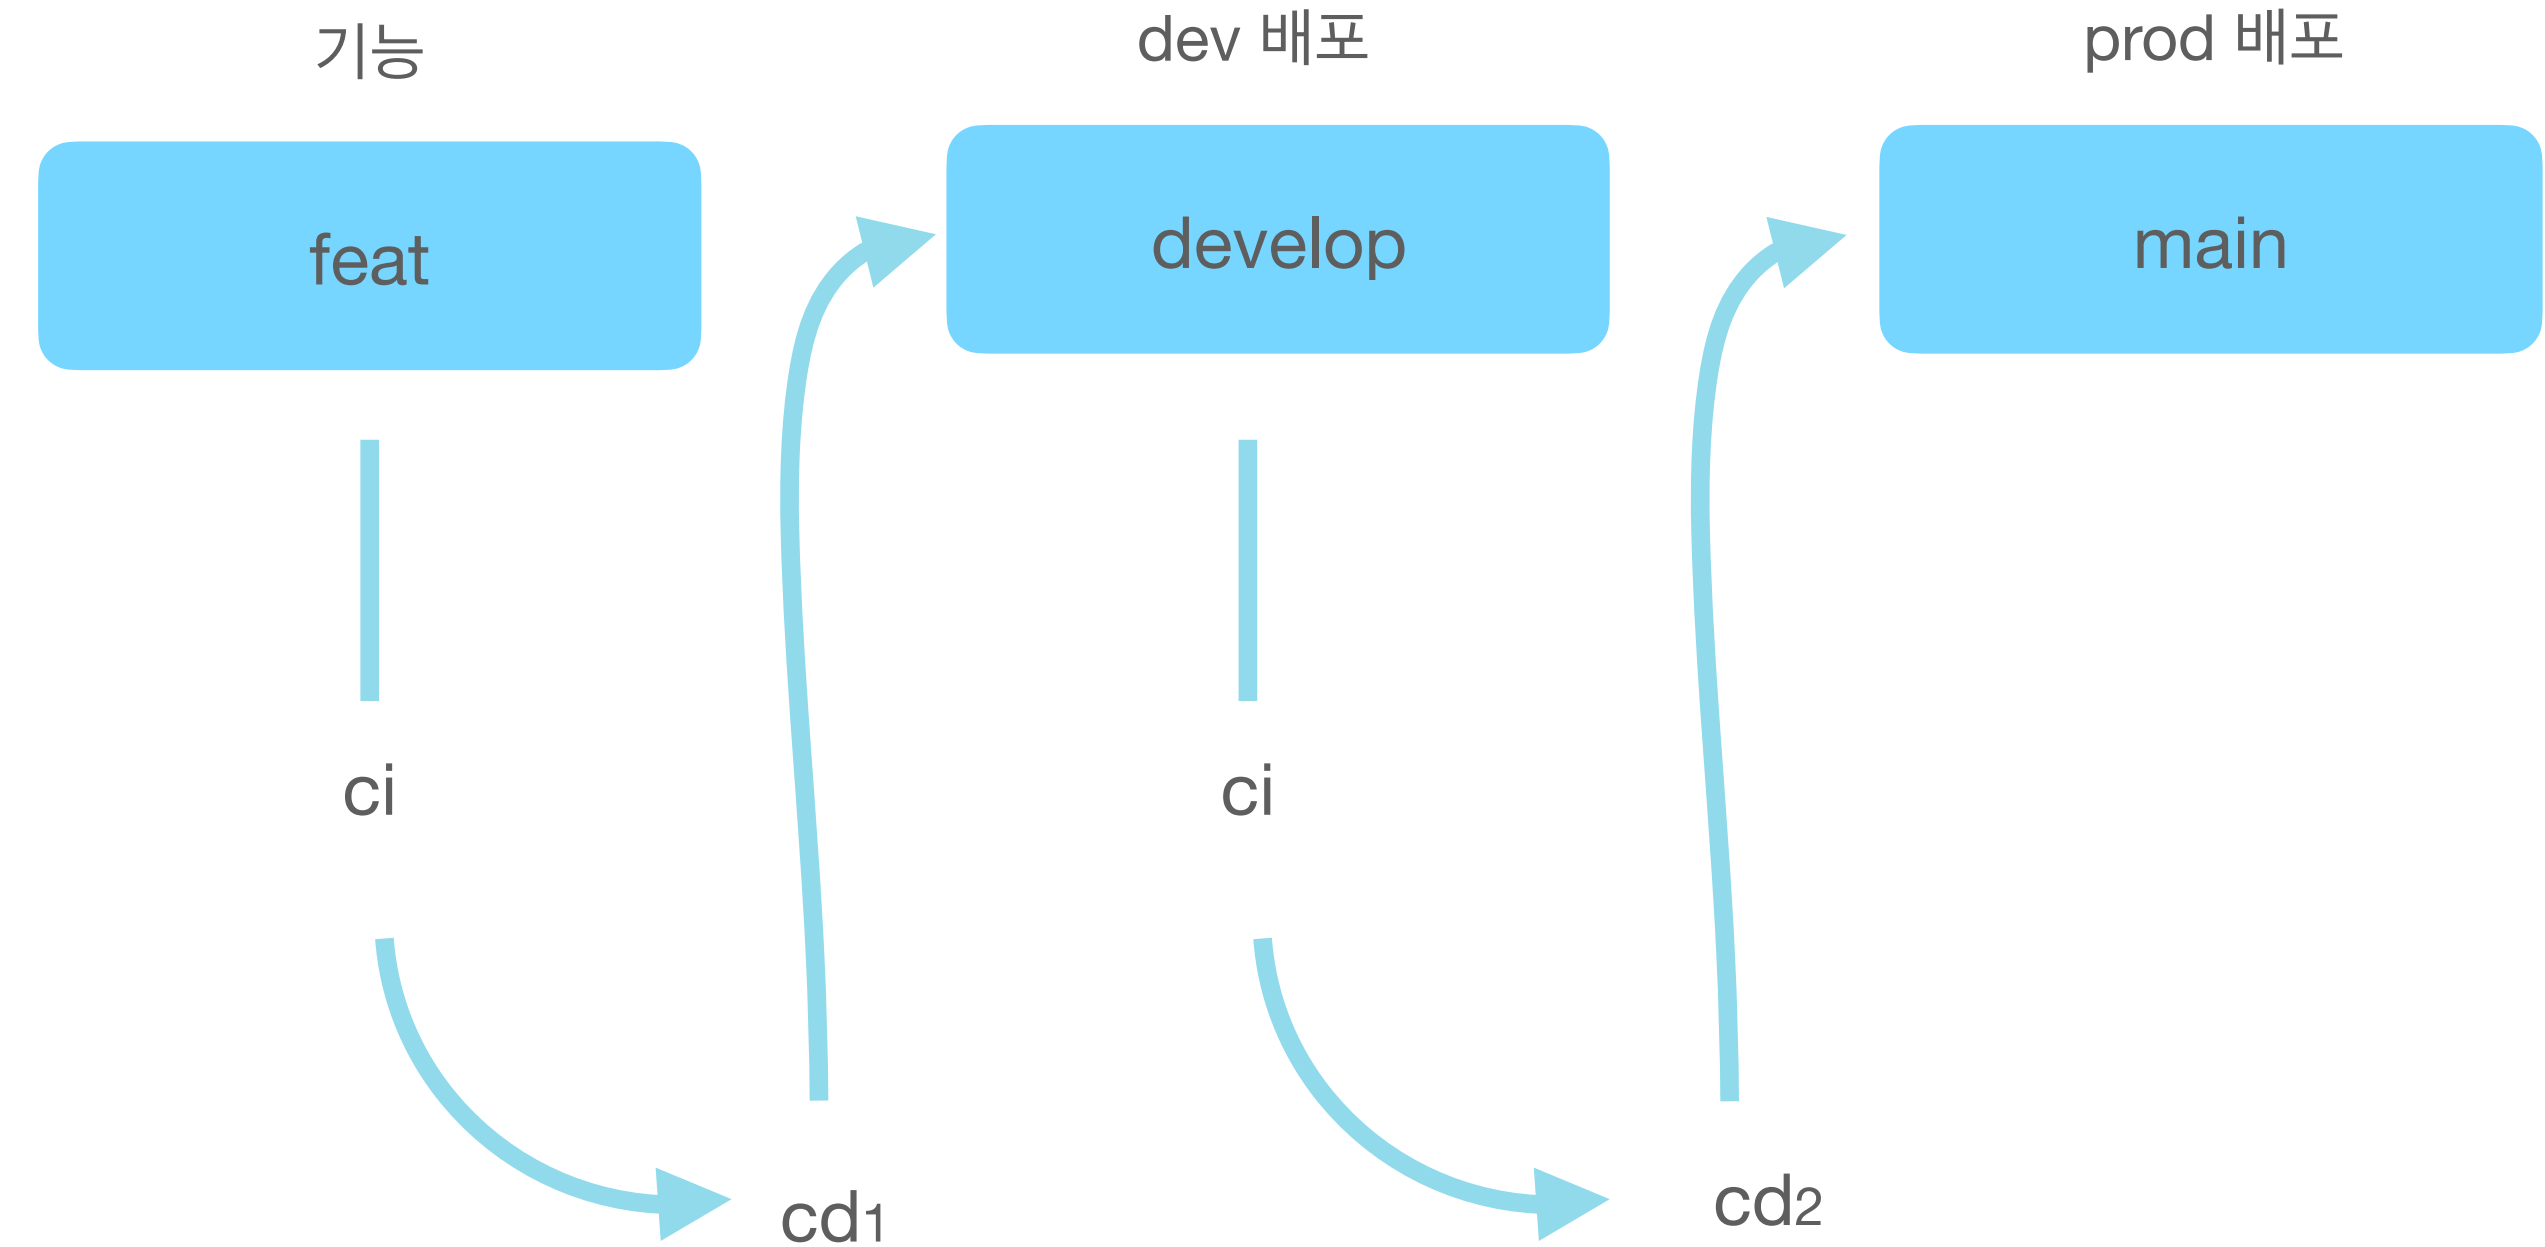 기능
dev 배포
prod 배포
feat
develop
main
ci
ci
cd1
cd2